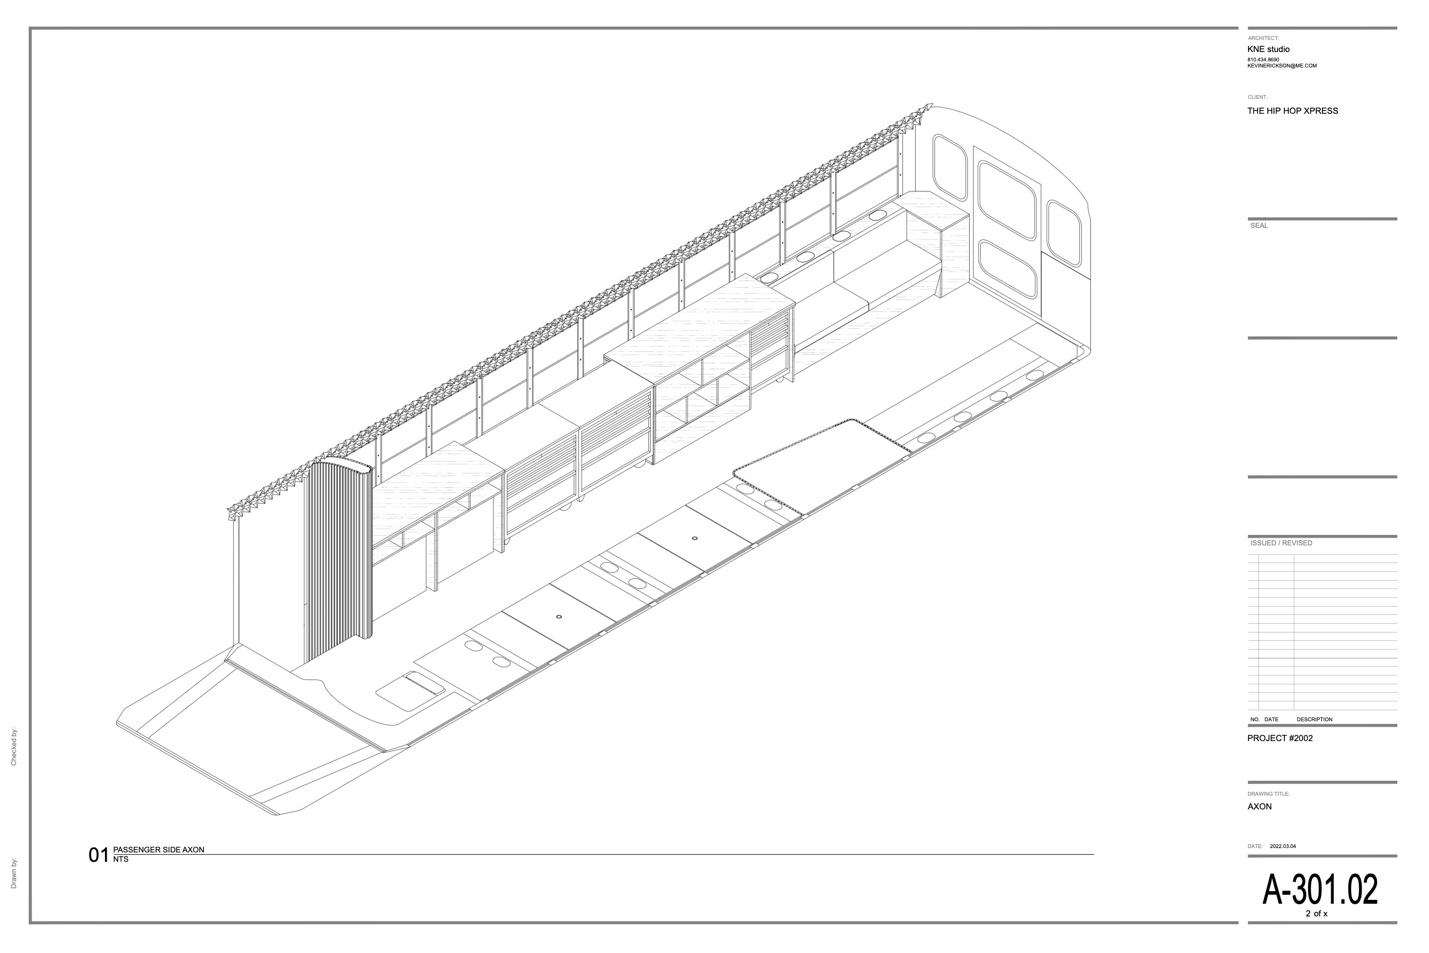 ARCHITECT:
KNE studio
810.434.8690
KEVINERICKSON@ME.COM
CLIENT:
THE HIP HOP XPRESS
SEAL
ISSUED / REVISED
NO. DATE DESCRIPTION
PROJECT #2002
DRAWING TITLE:
AXON
DATE: 2022.03.04
A-301.02
2 of x
01 PASSENGER SIDE AXON
NTS
Checked by:
Drawn by: